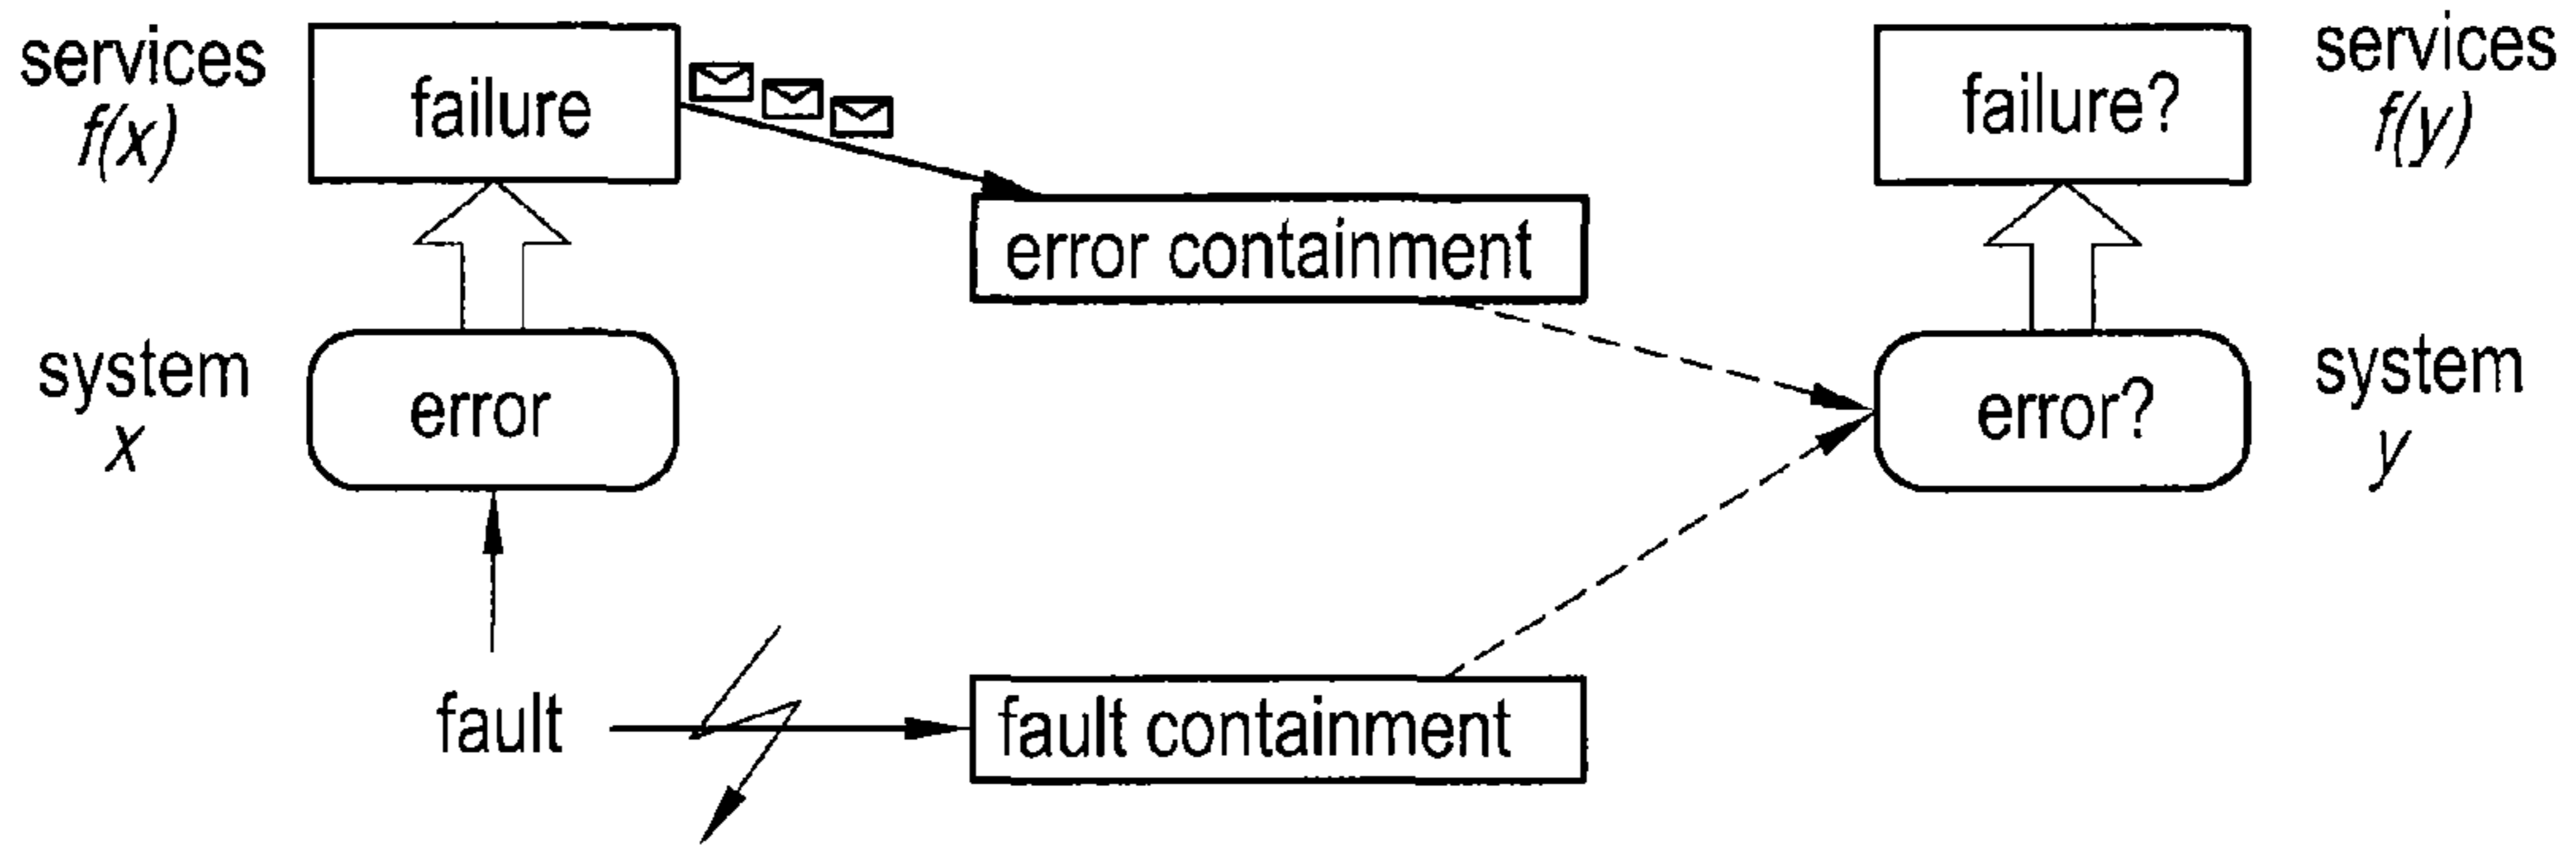 services
f(x)
failure
failure?
services
f(y)
error containment
system
x
error
error?
system
y
fault
fault containment